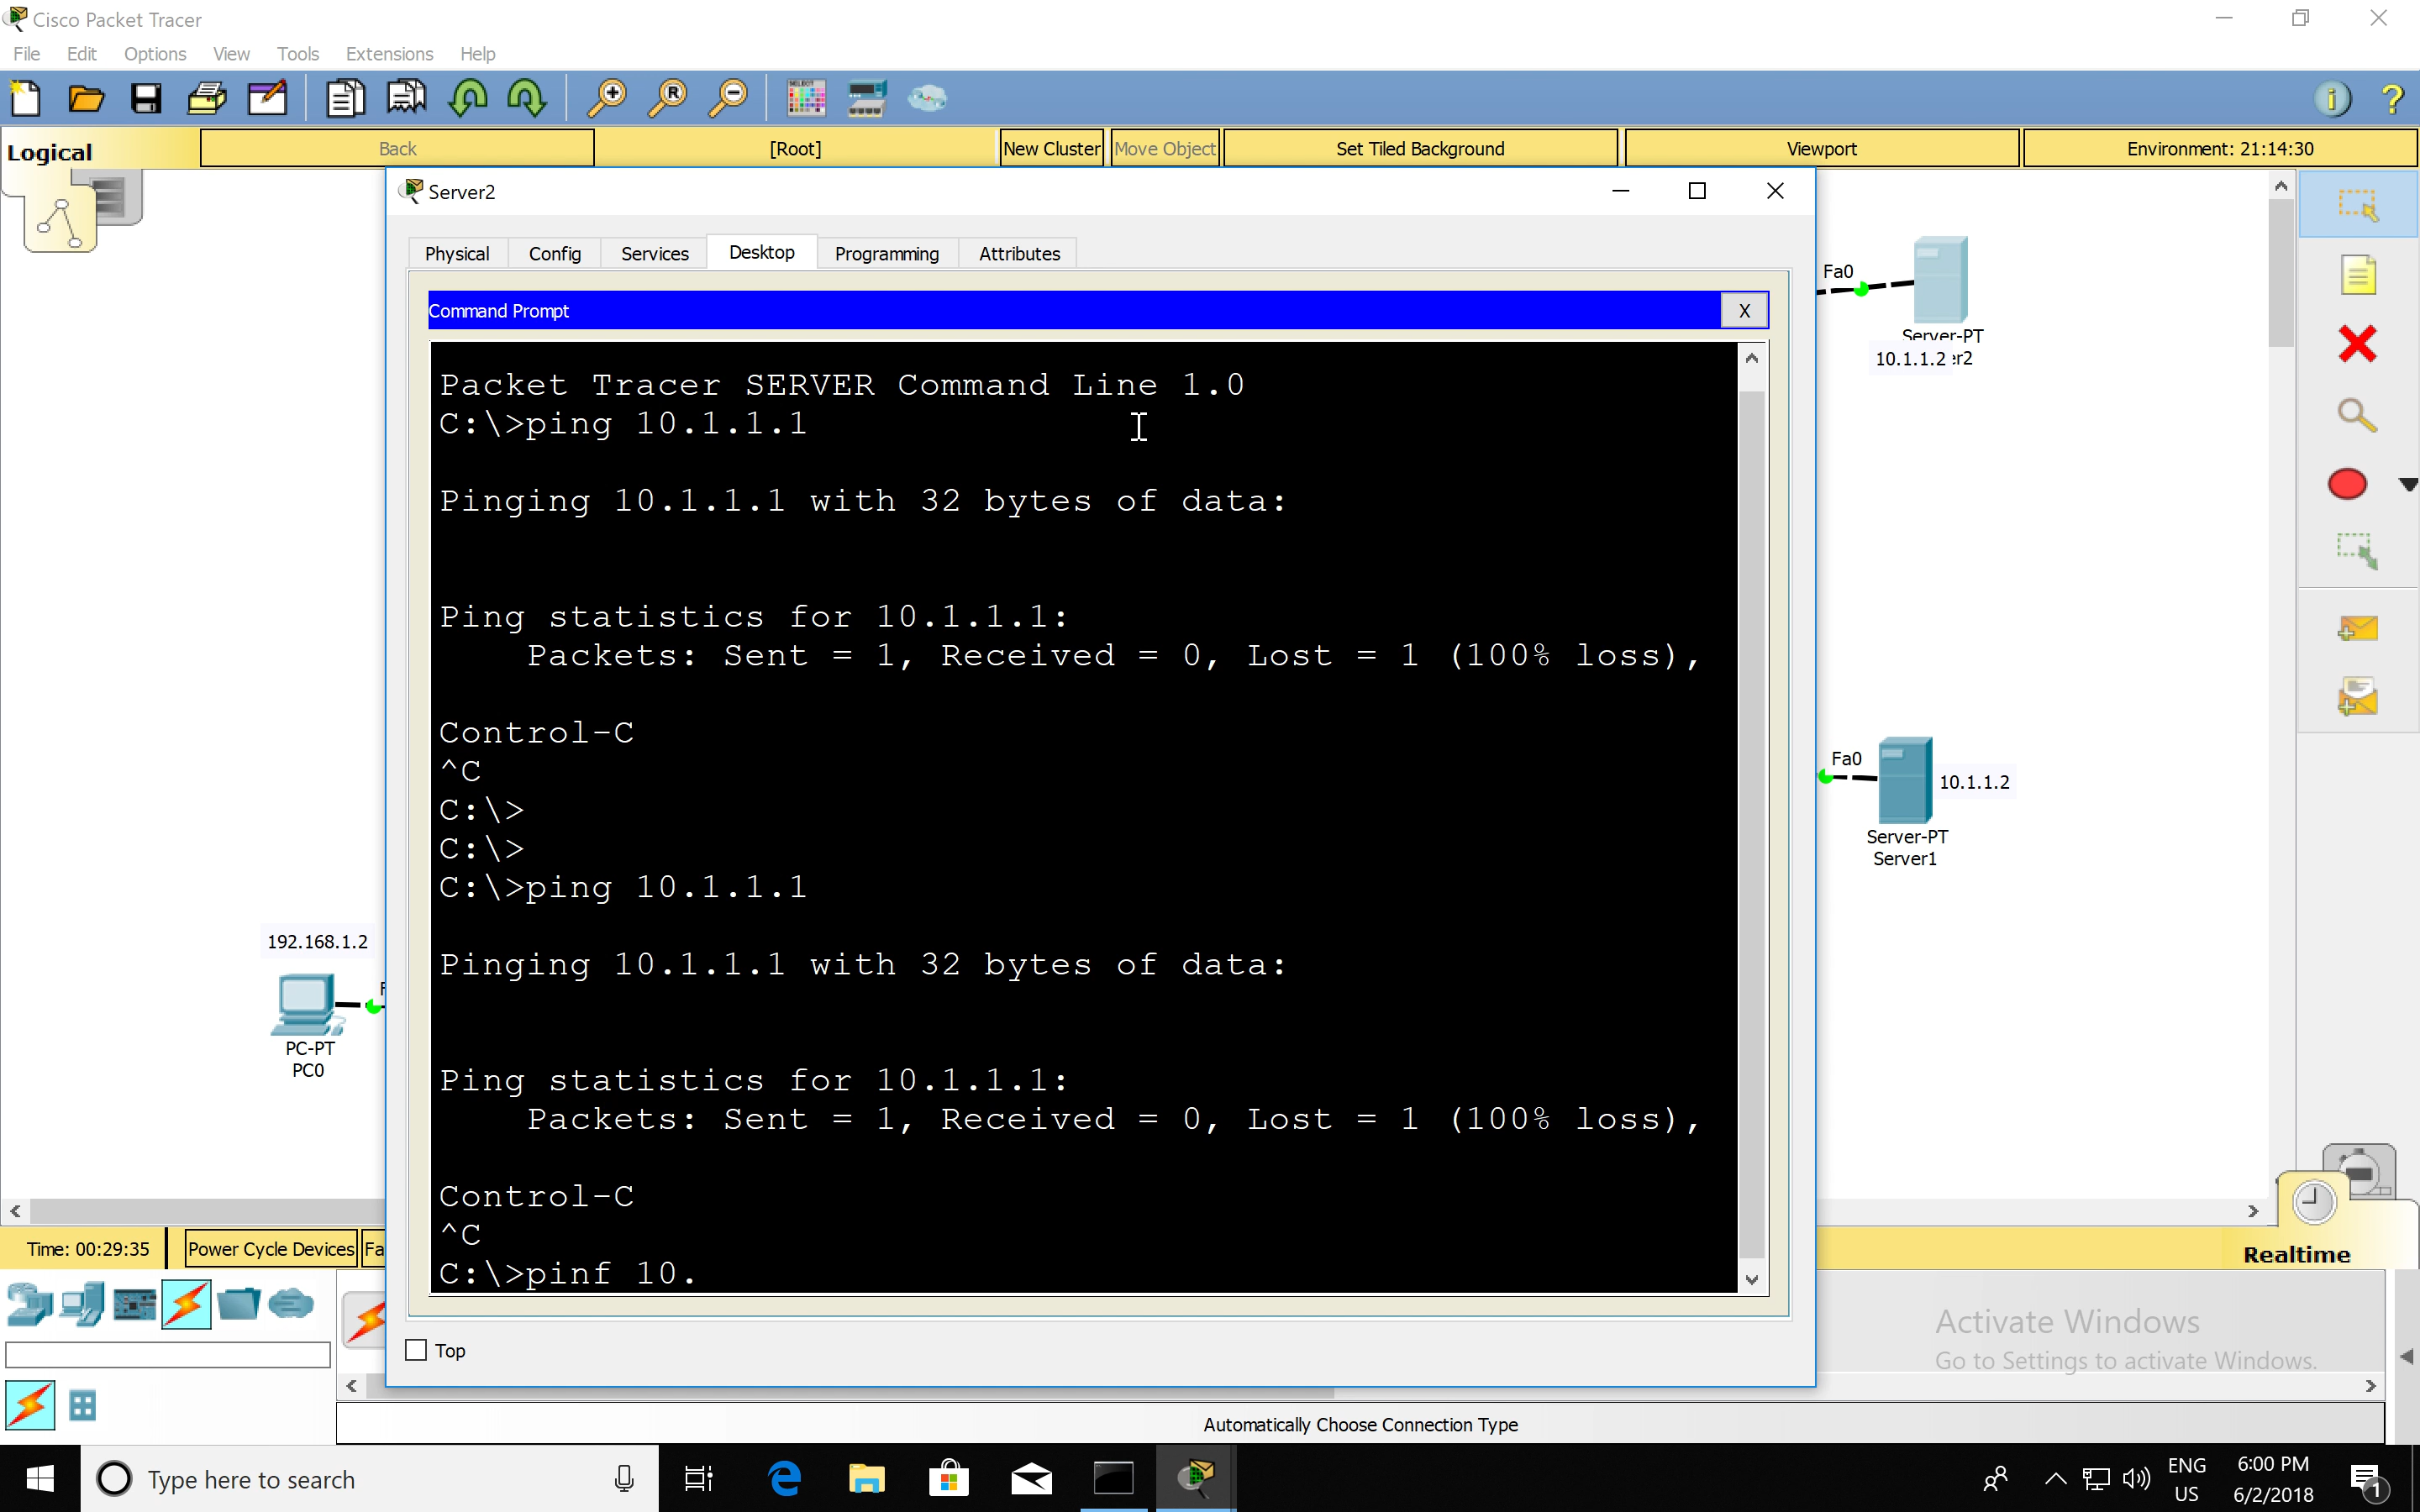 Cisco Packet Tracer
File Edit Options View Tools Extensions Help
Logical
Back
[Root]
New Cluster
Move Object
Set Tiled Background
Viewport
Environment: 21:14:30
Server2
Physical Config Services Desktop Programming Attributes
Command Prompt
X
Packet Tracer SERVER Command Line 1.0
C:\>ping 10.1.1.1
Pinging 10.1.1.1 with 32 bytes of data:
Ping statistics for 10.1.1.1:
Packets: Sent = 1, Received = 0, Lost = 1 (100% loss),
Control-C
^C
C:\>
C:\>
C:\>ping 10.1.1.1
Pinging 10.1.1.1 with 32 bytes of data:
Ping statistics for 10.1.1.1:
Packets: Sent = 1, Received = 0, Lost = 1 (100% loss),
Control-C
^C
C:\>pinf 10.
Top
Fa0
Server-PT
10.1.1.2 er2
Fa0
10.1.1.2
Server-PT
Server1
192.168.1.2
F
PC-PT
PC0
Time: 00:29:35
Power Cycle Devices
Fa
Realtime
Activate Windows
Go to Settings to activate Windows.
Automatically Choose Connection Type
Type here to search
ENG
US
6:00 PM
6/2/2018
1